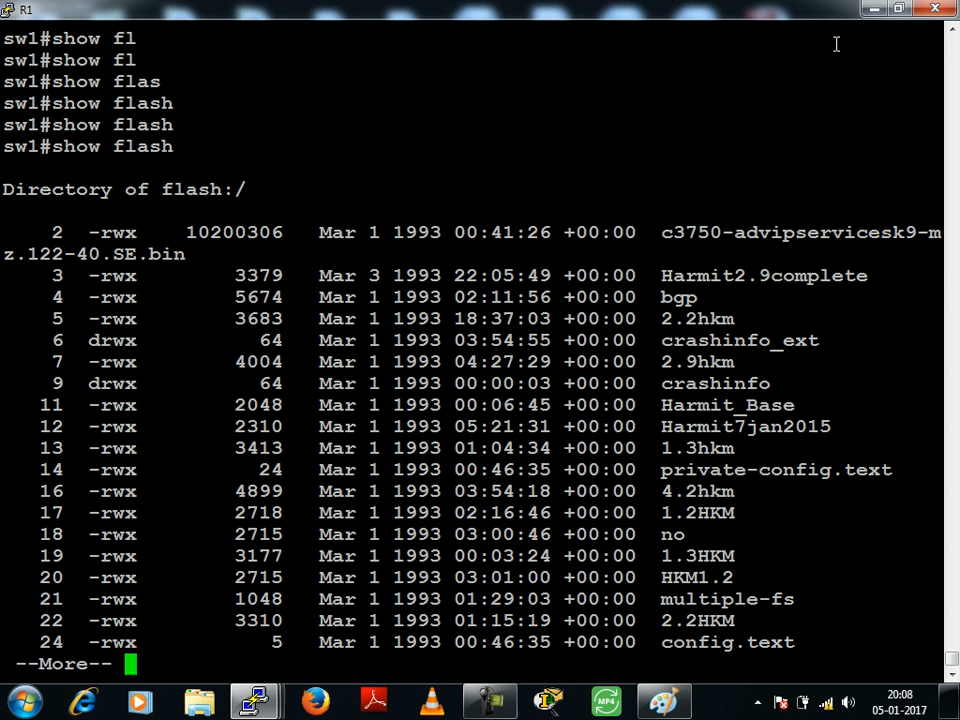 R1
sw1#show fl
sw1#show fl
sw1#show flas
sw1#show flash
sw1#show flash
sw1#show flash
Directory of flash:/
2 -rwx 10200306 Mar 1 1993 00:41:26 +00:00 c3750-advipservicesk9-m
z.122-40.SE.bin
3 -rwx 3379 Mar 3 1993 22:05:49 +00:00 Harmit2.9complete
4 -rwx 5674 Mar 1 1993 02:11:56 +00:00 bgp
5 -rwx 3683 Mar 1 1993 18:37:03 +00:00 2.2hkm
6 drwx 64 Mar 1 1993 03:54:55 +00:00 crashinfo_ext
7 -rwx 4004 Mar 1 1993 04:27:29 +00:00 2.9hkm
9 drwx 64 Mar 1 1993 00:00:03 +00:00 crashinfo
11 -rwx 2048 Mar 1 1993 00:06:45 +00:00 Harmit_Base
12 -rwx 2310 Mar 1 1993 05:21:31 +00:00 Harmit7jan2015
13 -rwx 3413 Mar 1 1993 01:04:34 +00:00 1.3hkm
14 -rwx 24 Mar 1 1993 00:46:35 +00:00 private-config.text
16 -rwx 4899 Mar 1 1993 03:54:18 +00:00 4.2hkm
17 -rwx 2718 Mar 1 1993 02:16:46 +00:00 1.2HKM
18 -rwx 2715 Mar 1 1993 03:00:46 +00:00 no
19 -rwx 3177 Mar 1 1993 00:03:24 +00:00 1.3HKM
20 -rwx 2715 Mar 1 1993 03:01:00 +00:00 HKM1.2
21 -rwx 1048 Mar 1 1993 01:29:03 +00:00 multiple-fs
22 -rwx 3310 Mar 1 1993 01:15:19 +00:00 2.2HKM
24 -rwx 5 Mar 1 1993 00:46:35 +00:00 config.text
--More--
MP4
20:08
05-01-2017